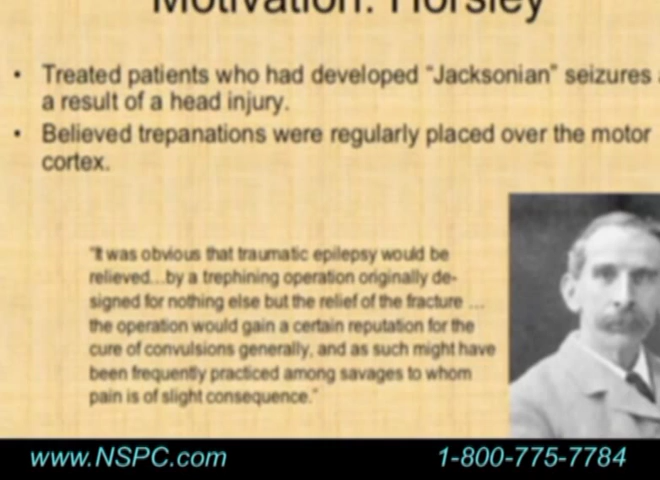 Motivation: Horsley
• Treated patients who had developed “Jacksonian” seizures
a result of a head injury.
• Believed trepanations were regularly placed over the motor
cortex.
“It was obvious that traumatic epilepsy would be
relieved...by a trephining operation originally de-
signed for nothing else but the relief of the fracture ...
the operation would gain a certain reputation for the
cure of convulsions generally, and as such might have
been frequently practiced among savages to whom
pain is of slight consequence.”
www.NSPC.com
1-800-775-7784